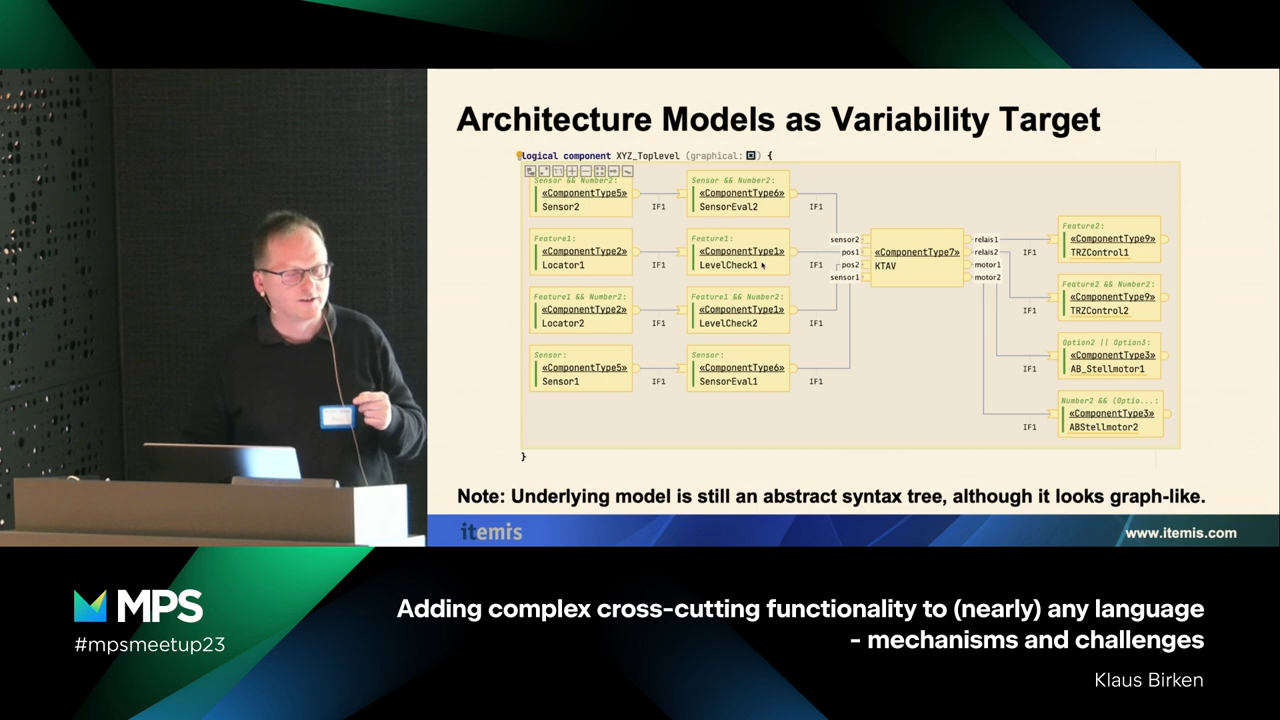 Architecture Models as Variability Target
logical component XYZ_Toplevel (graphical: ) {
Sensor && Number2:
«ComponentType5»
Sensor2
IF1
Sensor && Number2:
«ComponentType6»
SensorEval2
IF1
Feature1:
«ComponentType2»
Locator1
IF1
Feature1:
«ComponentType1»
LevelCheck1
IF1
Feature1 && Number2:
«ComponentType2»
Locator2
IF1
Feature1 && Number2:
«ComponentType1»
LevelCheck2
IF1
Sensor:
«ComponentType5»
Sensor1
IF1
Sensor:
«ComponentType6»
SensorEval1
IF1
sensor2
pos1
pos2
sensor1
«ComponentType7»
KTAV
relais1
relais2
motor1
motor2
IF1
Feature2:
«ComponentType9»
TRZControl1
IF1
Feature2 && Number2:
«ComponentType9»
TRZControl2
IF1
Option2 || Option3:
«ComponentType3»
AB_Stellmotor1
IF1
Number2 && (Optio...:
«ComponentType3»
ABStellmotor2
}
Note: Underlying model is still an abstract syntax tree, although it looks graph-like.
itemis
www.itemis.com
MPS
#mpsmeetup23
Adding complex cross-cutting functionality to (nearly) any language
- mechanisms and challenges
Klaus Birken